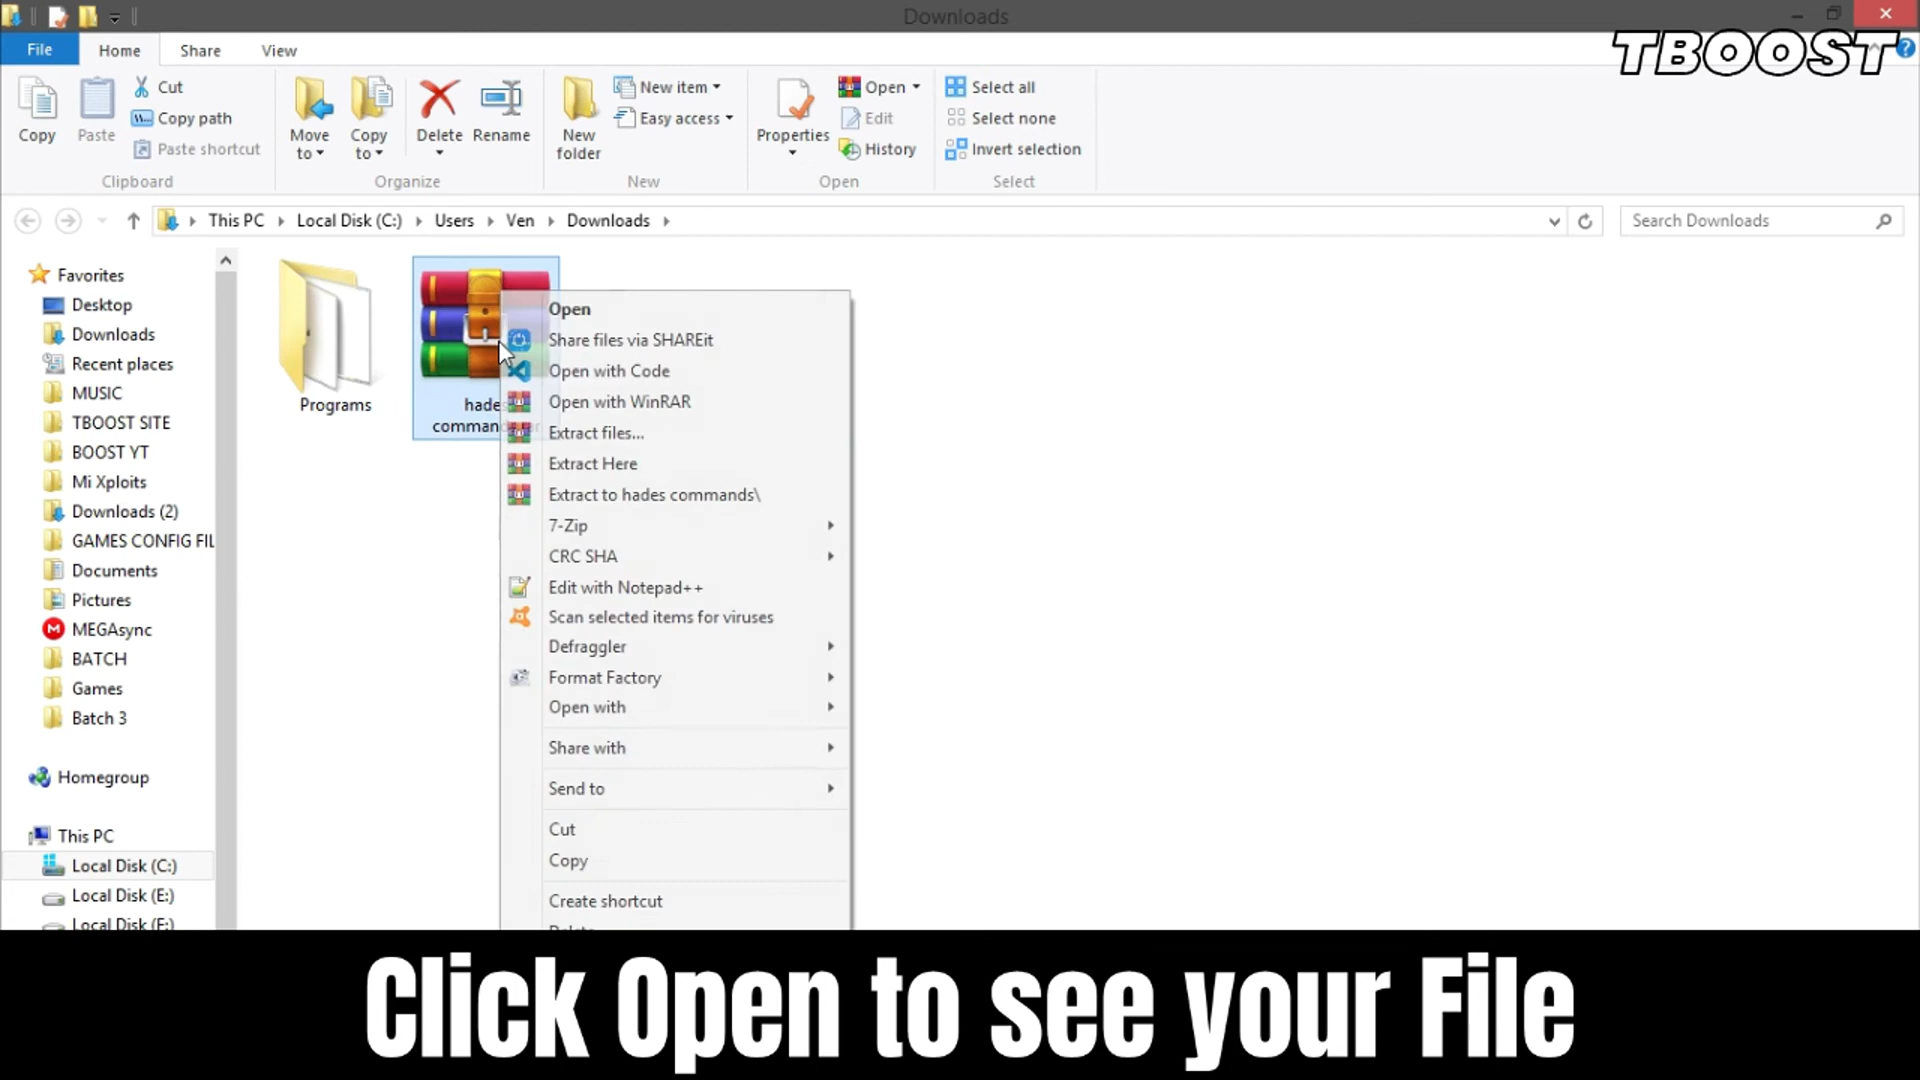 Downloads
TBOOST
File
Home
Share
View
Copy
Paste
Cut
Copy path
Paste shortcut
Clipboard
Move to
Copy to
Delete
Rename
Organize
New folder
New item
Easy access
New
Properties
Open
Edit
History
Open
Select all
Select none
Invert selection
Select
This PC
Local Disk (C:)
Users
Ven
Downloads
Search Downloads
Favorites
Desktop
Downloads
Recent places
MUSIC
TBOOST SITE
BOOST YT
Mi Xploits
Downloads (2)
GAMES CONFIG FIL
Documents
Pictures
MEGAsync
BATCH
Games
Batch 3
Homegroup
This PC
Local Disk (C:)
Local Disk (E:)
Local Disk (F:)
Programs
hades
Open
Share files via SHAREit
Open with Code
Open with WinRAR
Extract files...
Extract Here
Extract to hades commands\
7-Zip
CRC SHA
Edit with Notepad++
Scan selected items for viruses
Defraggler
Format Factory
Open with
Share with
Send to
Cut
Copy
Create shortcut
Click Open to see your File